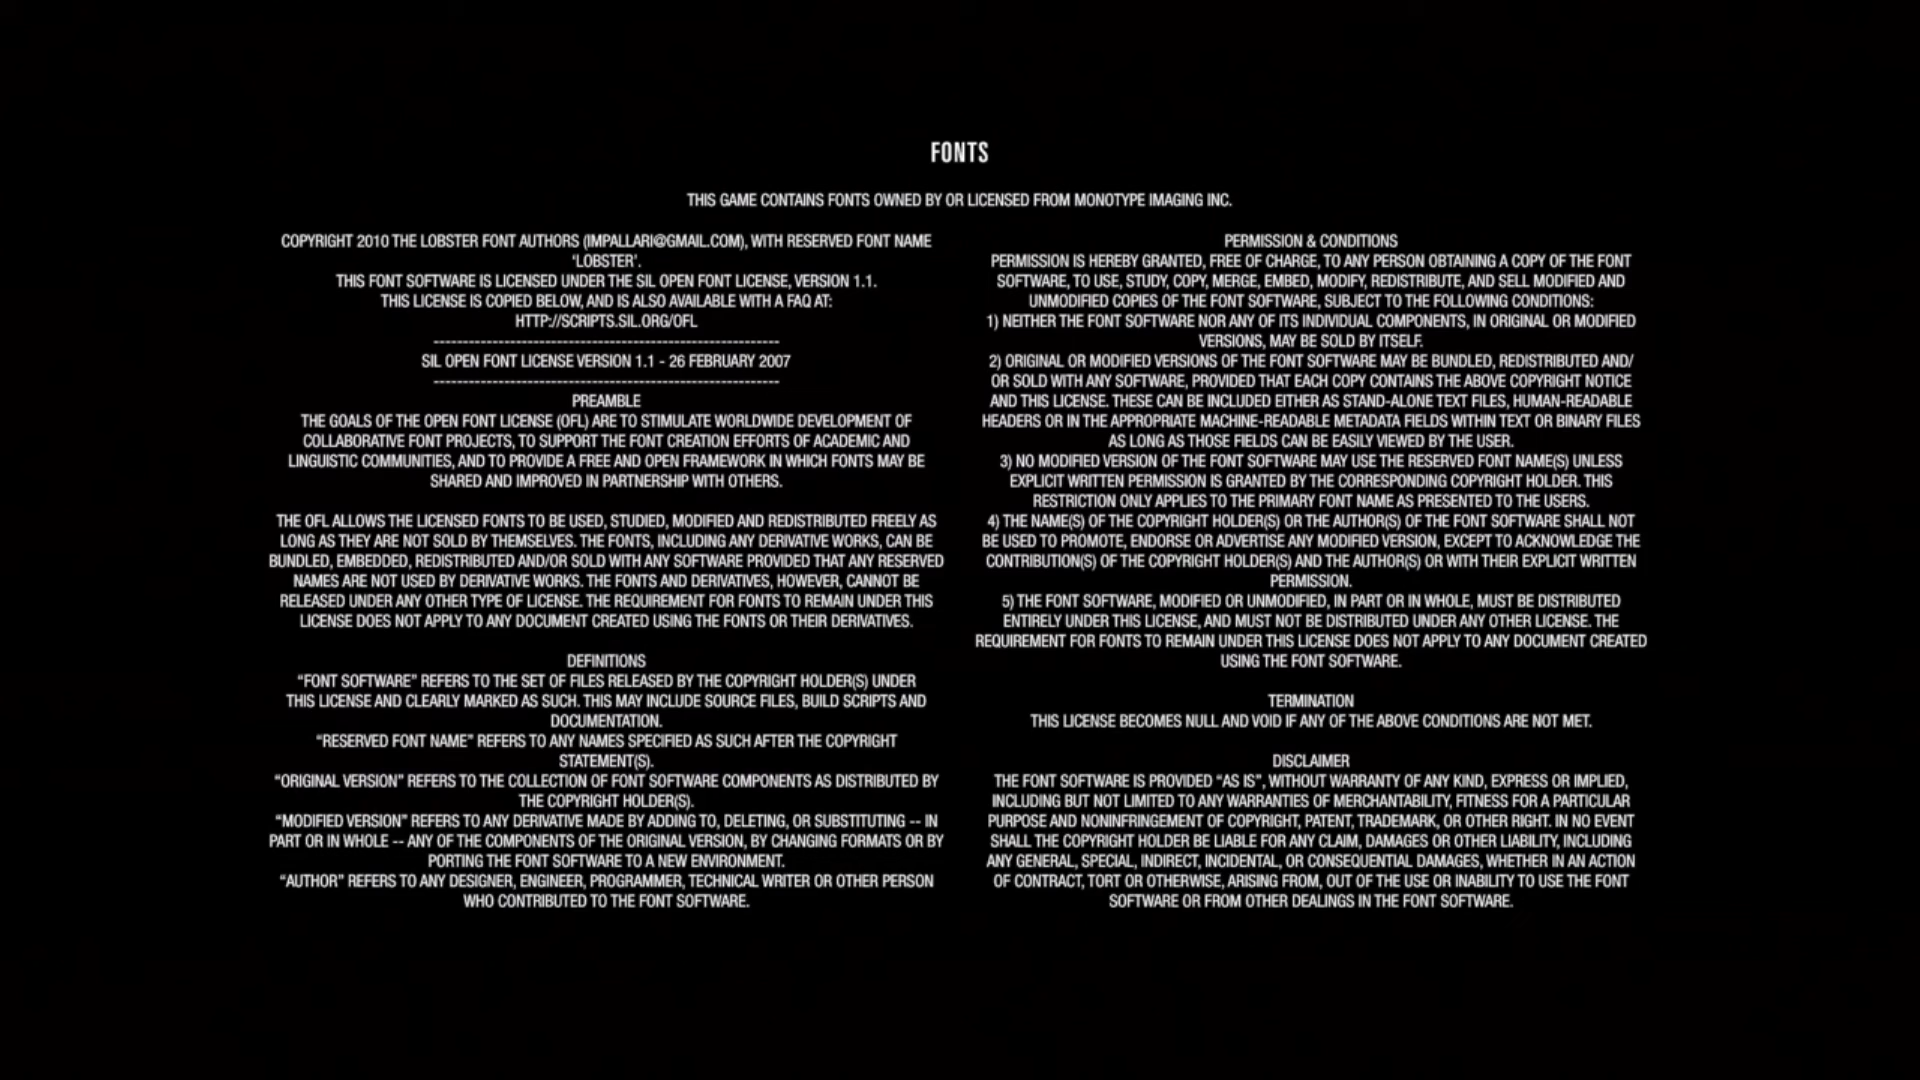 FONTS
THIS GAME CONTAINS FONTS OWNED BY OR LICENSED FROM MONOTYPE IMAGING INC.
COPYRIGHT 2010 THE LOBSTER FONT AUTHORS (IMPALLARI@GMAIL.COM), WITH RESERVED FONT NAME
'LOBSTER'.
THIS FONT SOFTWARE IS LICENSED UNDER THE SIL OPEN FONT LICENSE, VERSION 1.1.
THIS LICENSE IS COPIED BELOW, AND IS ALSO AVAILABLE WITH A FAQ AT:
HTTP://SCRIPTS.SIL.ORG/OFL
-----------------------------------------------------------
SIL OPEN FONT LICENSE VERSION 1.1 - 26 FEBRUARY 2007
-----------------------------------------------------------
PREAMBLE
THE GOALS OF THE OPEN FONT LICENSE (OFL) ARE TO STIMULATE WORLDWIDE DEVELOPMENT OF
COLLABORATIVE FONT PROJECTS, TO SUPPORT THE FONT CREATION EFFORTS OF ACADEMIC AND
LINGUISTIC COMMUNITIES, AND TO PROVIDE A FREE AND OPEN FRAMEWORK IN WHICH FONTS MAY BE
SHARED AND IMPROVED IN PARTNERSHIP WITH OTHERS.
THE OFL ALLOWS THE LICENSED FONTS TO BE USED, STUDIED, MODIFIED AND REDISTRIBUTED FREELY AS
LONG AS THEY ARE NOT SOLD BY THEMSELVES. THE FONTS, INCLUDING ANY DERIVATIVE WORKS, CAN BE
BUNDLED, EMBEDDED, REDISTRIBUTED AND/OR SOLD WITH ANY SOFTWARE PROVIDED THAT ANY RESERVED
NAMES ARE NOT USED BY DERIVATIVE WORKS. THE FONTS AND DERIVATIVES, HOWEVER, CANNOT BE
RELEASED UNDER ANY OTHER TYPE OF LICENSE. THE REQUIREMENT FOR FONTS TO REMAIN UNDER THIS
LICENSE DOES NOT APPLY TO ANY DOCUMENT CREATED USING THE FONTS OR THEIR DERIVATIVES.
DEFINITIONS
“FONT SOFTWARE” REFERS TO THE SET OF FILES RELEASED BY THE COPYRIGHT HOLDER(S) UNDER
THIS LICENSE AND CLEARLY MARKED AS SUCH. THIS MAY INCLUDE SOURCE FILES, BUILD SCRIPTS AND
DOCUMENTATION.
“RESERVED FONT NAME” REFERS TO ANY NAMES SPECIFIED AS SUCH AFTER THE COPYRIGHT
STATEMENT(S).
“ORIGINAL VERSION” REFERS TO THE COLLECTION OF FONT SOFTWARE COMPONENTS AS DISTRIBUTED BY
THE COPYRIGHT HOLDER(S).
“MODIFIED VERSION” REFERS TO ANY DERIVATIVE MADE BY ADDING TO, DELETING, OR SUBSTITUTING -- IN
PART OR IN WHOLE -- ANY OF THE COMPONENTS OF THE ORIGINAL VERSION, BY CHANGING FORMATS OR BY
PORTING THE FONT SOFTWARE TO A NEW ENVIRONMENT.
“AUTHOR” REFERS TO ANY DESIGNER, ENGINEER, PROGRAMMER, TECHNICAL WRITER OR OTHER PERSON
WHO CONTRIBUTED TO THE FONT SOFTWARE.
PERMISSION & CONDITIONS
PERMISSION IS HEREBY GRANTED, FREE OF CHARGE, TO ANY PERSON OBTAINING A COPY OF THE FONT
SOFTWARE, TO USE, STUDY, COPY, MERGE, EMBED, MODIFY, REDISTRIBUTE, AND SELL MODIFIED AND
UNMODIFIED COPIES OF THE FONT SOFTWARE, SUBJECT TO THE FOLLOWING CONDITIONS:
1) NEITHER THE FONT SOFTWARE NOR ANY OF ITS INDIVIDUAL COMPONENTS, IN ORIGINAL OR MODIFIED
VERSIONS, MAY BE SOLD BY ITSELF.
2) ORIGINAL OR MODIFIED VERSIONS OF THE FONT SOFTWARE MAY BE BUNDLED, REDISTRIBUTED AND/
OR SOLD WITH ANY SOFTWARE, PROVIDED THAT EACH COPY CONTAINS THE ABOVE COPYRIGHT NOTICE
AND THIS LICENSE. THESE CAN BE INCLUDED EITHER AS STAND-ALONE TEXT FILES, HUMAN-READABLE
HEADERS OR IN THE APPROPRIATE MACHINE-READABLE METADATA FIELDS WITHIN TEXT OR BINARY FILES
AS LONG AS THOSE FIELDS CAN BE EASILY VIEWED BY THE USER.
3) NO MODIFIED VERSION OF THE FONT SOFTWARE MAY USE THE RESERVED FONT NAME(S) UNLESS
EXPLICIT WRITTEN PERMISSION IS GRANTED BY THE CORRESPONDING COPYRIGHT HOLDER. THIS
RESTRICTION ONLY APPLIES TO THE PRIMARY FONT NAME AS PRESENTED TO THE USERS.
4) THE NAME(S) OF THE COPYRIGHT HOLDER(S) OR THE AUTHOR(S) OF THE FONT SOFTWARE SHALL NOT
BE USED TO PROMOTE, ENDORSE OR ADVERTISE ANY MODIFIED VERSION, EXCEPT TO ACKNOWLEDGE THE
CONTRIBUTION(S) OF THE COPYRIGHT HOLDER(S) AND THE AUTHOR(S) OR WITH THEIR EXPLICIT WRITTEN
PERMISSION.
5) THE FONT SOFTWARE, MODIFIED OR UNMODIFIED, IN PART OR IN WHOLE, MUST BE DISTRIBUTED
ENTIRELY UNDER THIS LICENSE, AND MUST NOT BE DISTRIBUTED UNDER ANY OTHER LICENSE. THE
REQUIREMENT FOR FONTS TO REMAIN UNDER THIS LICENSE DOES NOT APPLY TO ANY DOCUMENT CREATED
USING THE FONT SOFTWARE.
TERMINATION
THIS LICENSE BECOMES NULL AND VOID IF ANY OF THE ABOVE CONDITIONS ARE NOT MET.
DISCLAIMER
THE FONT SOFTWARE IS PROVIDED “AS IS”, WITHOUT WARRANTY OF ANY KIND, EXPRESS OR IMPLIED,
INCLUDING BUT NOT LIMITED TO ANY WARRANTIES OF MERCHANTABILITY, FITNESS FOR A PARTICULAR
PURPOSE AND NONINFRINGEMENT OF COPYRIGHT, PATENT, TRADEMARK, OR OTHER RIGHT. IN NO EVENT
SHALL THE COPYRIGHT HOLDER BE LIABLE FOR ANY CLAIM, DAMAGES OR OTHER LIABILITY, INCLUDING
ANY GENERAL, SPECIAL, INDIRECT, INCIDENTAL, OR CONSEQUENTIAL DAMAGES, WHETHER IN AN ACTION
OF CONTRACT, TORT OR OTHERWISE, ARISING FROM, OUT OF THE USE OR INABILITY TO USE THE FONT
SOFTWARE OR FROM OTHER DEALINGS IN THE FONT SOFTWARE.